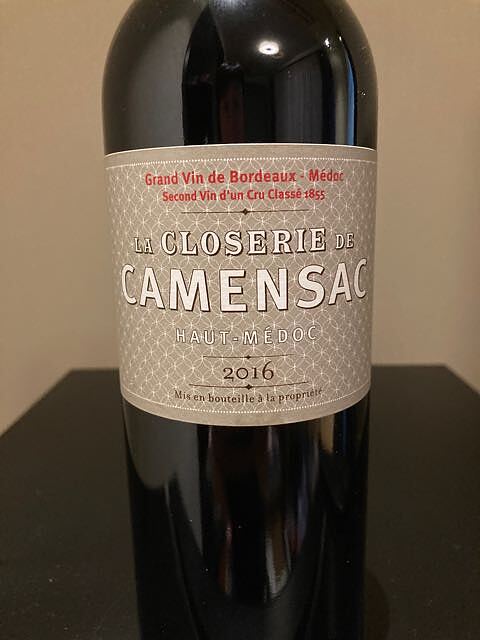 Grand Vin de Bordeaux - Médoc
Second Vin d'un Cru Classé 1855
LA CLOSERIE DE
CAMENSAC
HAUT-MÉDOC
2016
Mis en bouteille à la propriété